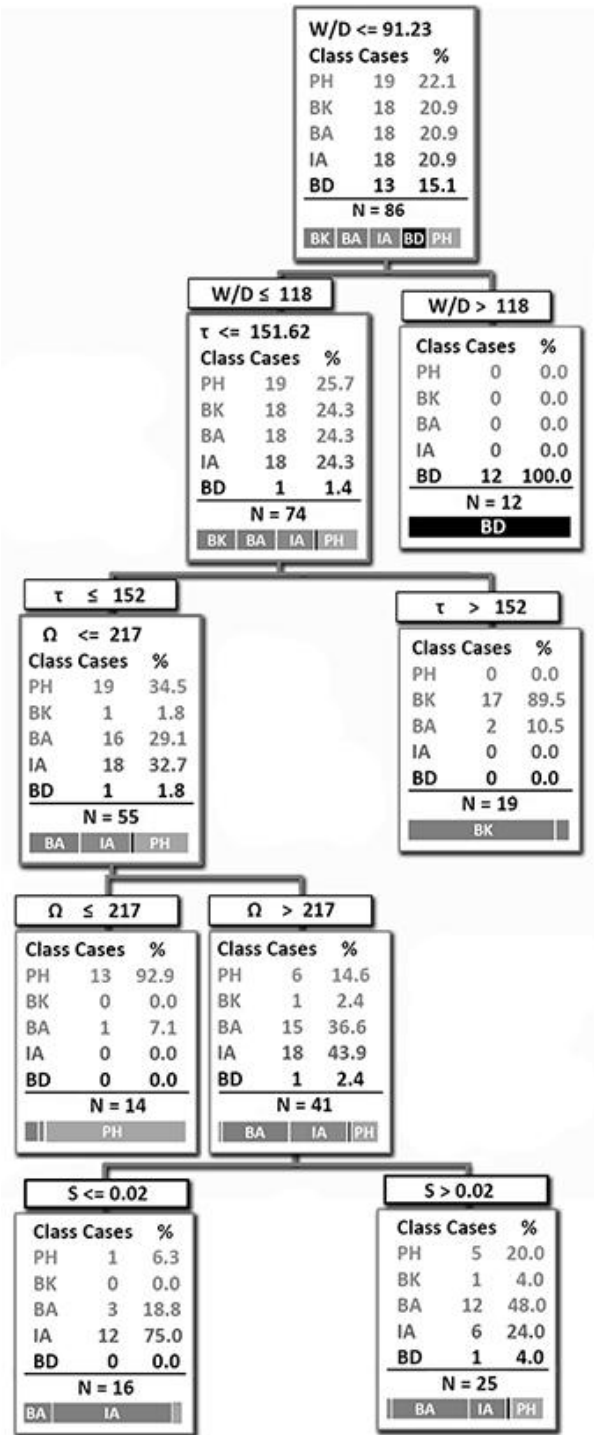 W/D <= 91.23
Class Cases %
PH 19 22.1
BK 18 20.9
BA 18 20.9
IA 18 20.9
BD 13 15.1
N = 86
BK BA IA BD PH
W/D ≤ 118
τ <= 151.62
Class Cases %
PH 19 25.7
BK 18 24.3
BA 18 24.3
IA 18 24.3
BD 1 1.4
N = 74
BK BA IA PH
W/D > 118
Class Cases %
PH 0 0.0
BK 0 0.0
BA 0 0.0
IA 0 0.0
BD 12 100.0
N = 12
BD
τ ≤ 152
Ω <= 217
Class Cases %
PH 19 34.5
BK 1 1.8
BA 16 29.1
IA 18 32.7
BD 1 1.8
N = 55
BA IA PH
τ > 152
Class Cases %
PH 0 0.0
BK 17 89.5
BA 2 10.5
IA 0 0.0
BD 0 0.0
N = 19
BK
Ω ≤ 217
Class Cases %
PH 13 92.9
BK 0 0.0
BA 1 7.1
IA 0 0.0
BD 0 0.0
N = 14
PH
Ω > 217
Class Cases %
PH 6 14.6
BK 1 2.4
BA 15 36.6
IA 18 43.9
BD 1 2.4
N = 41
BA IA PH
S <= 0.02
Class Cases %
PH 1 6.3
BK 0 0.0
BA 3 18.8
IA 12 75.0
BD 0 0.0
N = 16
BA IA
S > 0.02
Class Cases %
PH 5 20.0
BK 1 4.0
BA 12 48.0
IA 6 24.0
BD 1 4.0
N = 25
BA IA PH